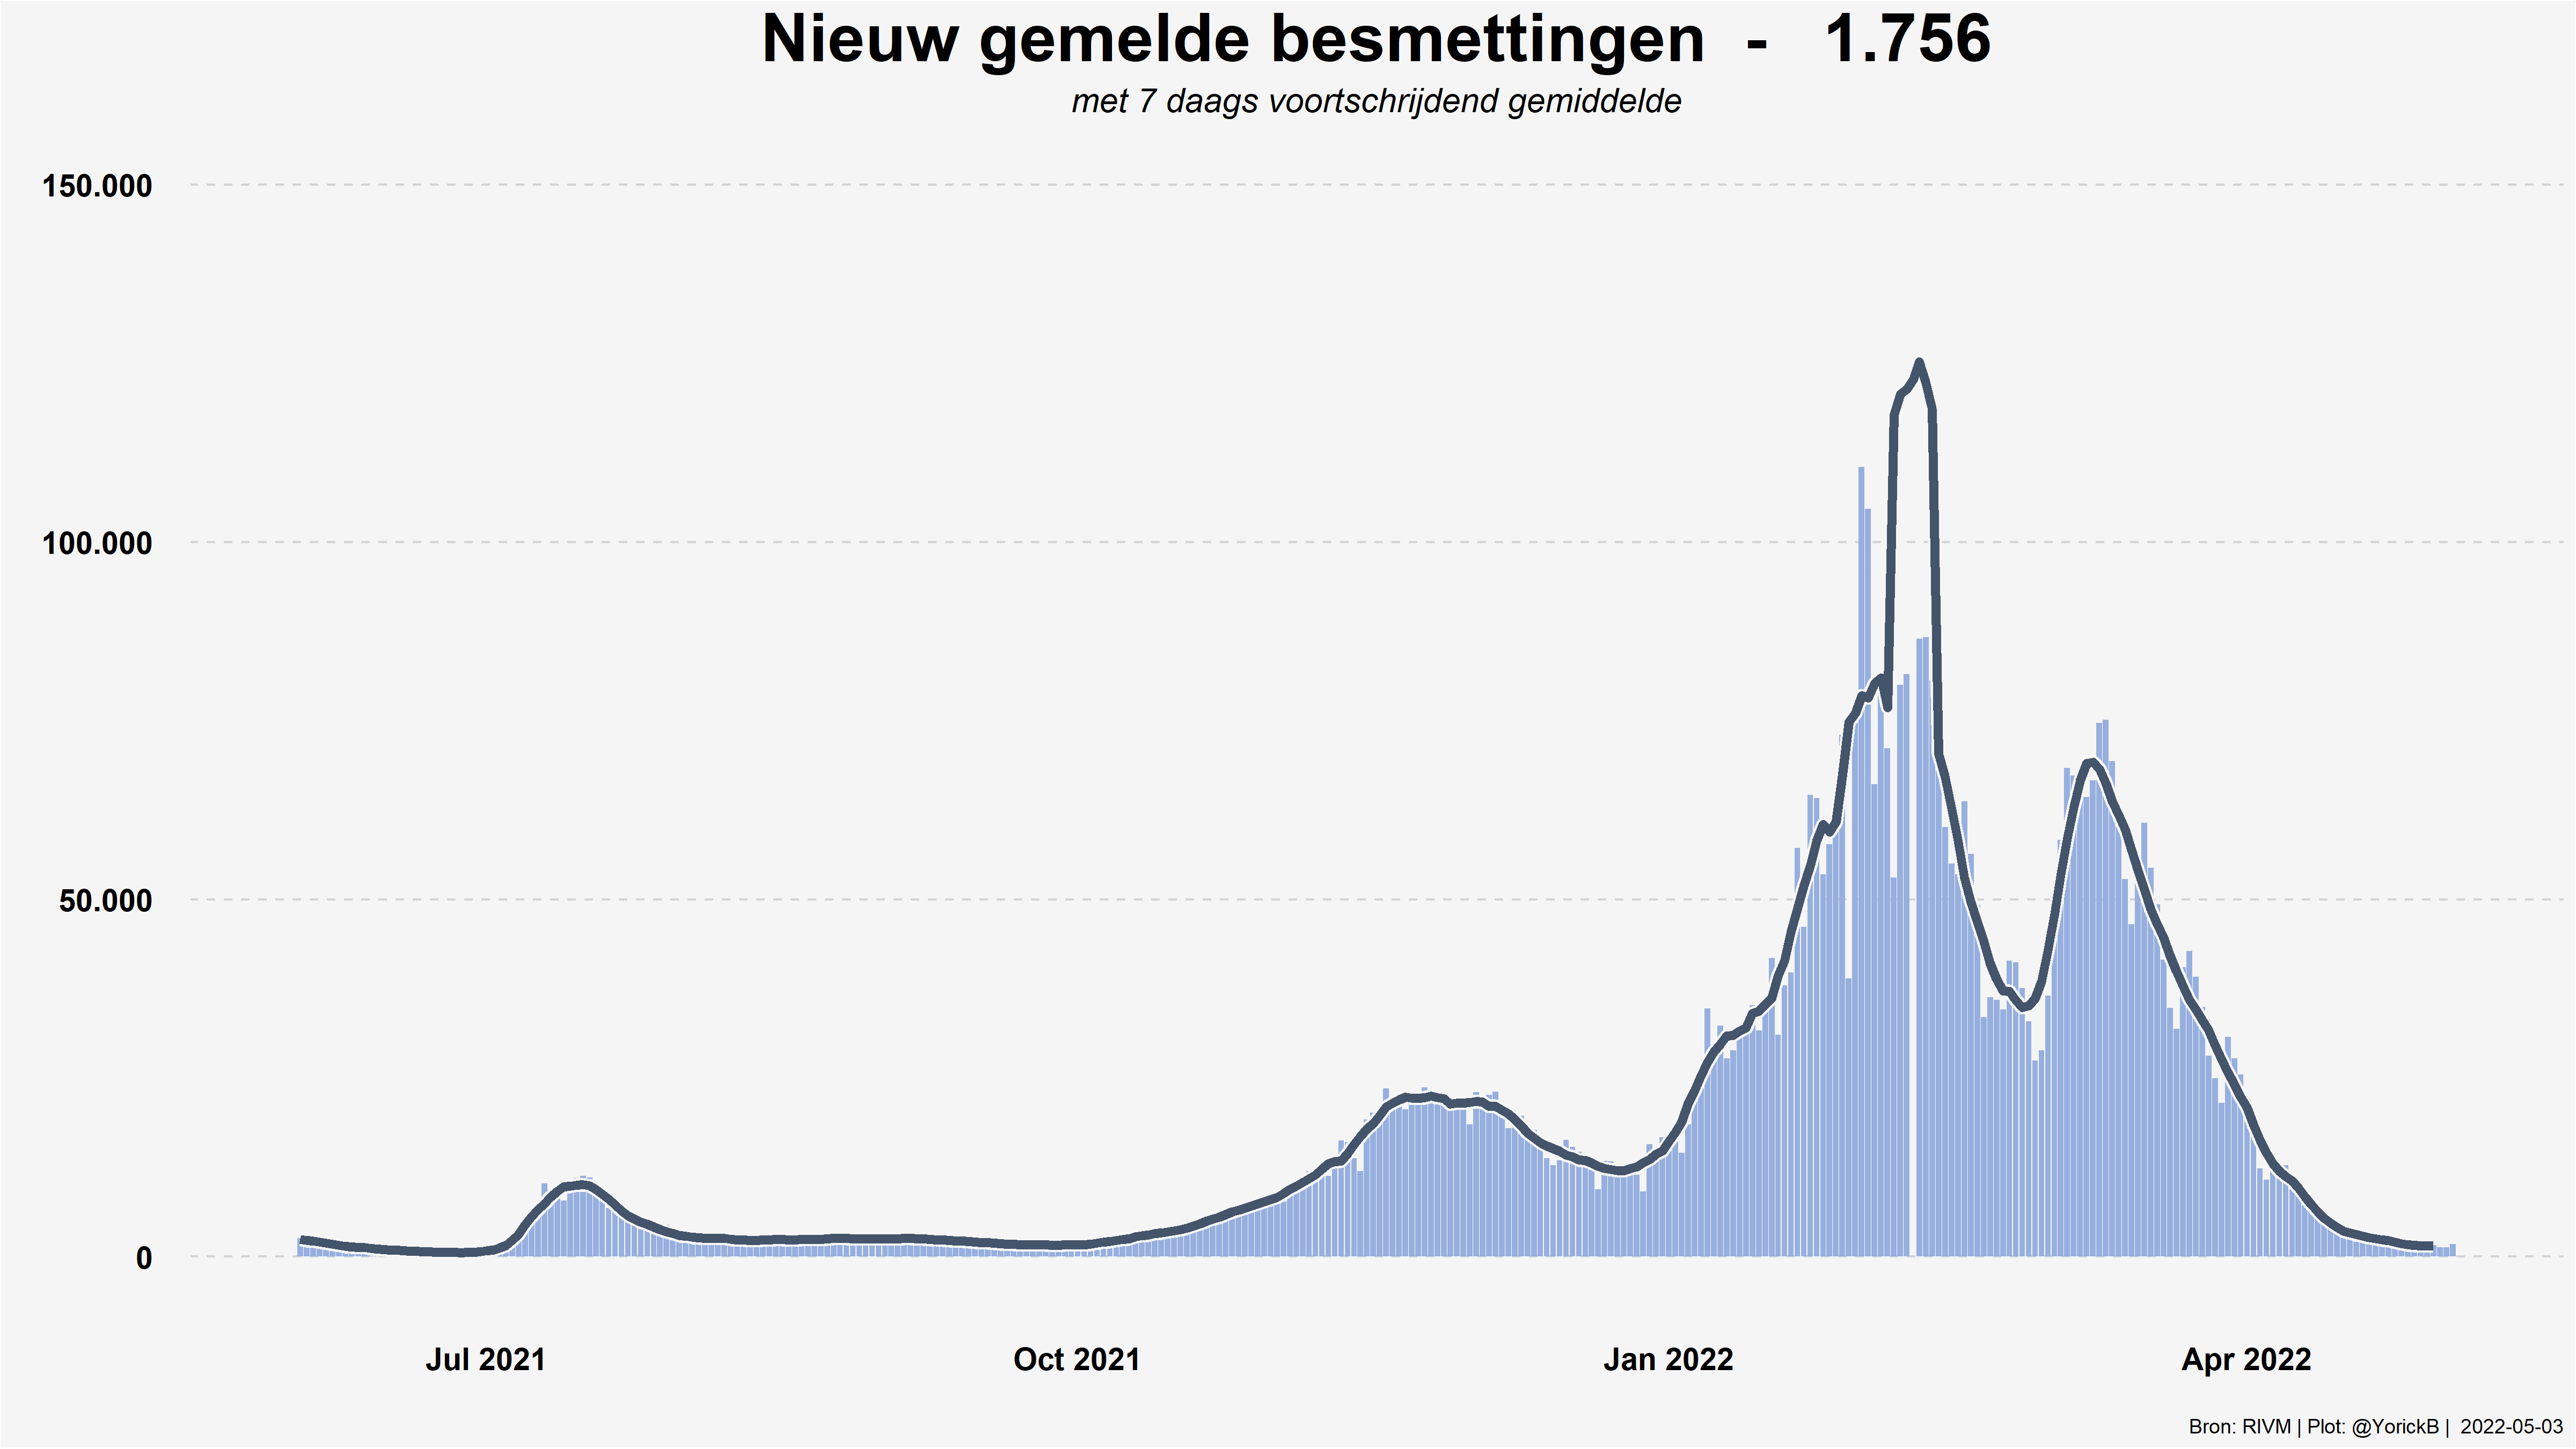 Nieuw gemelde besmettingen - 1.756
met 7 daags voortschrijdend gemiddelde
150.000
100.000
50.000
0
Jul 2021 Oct 2021 Jan 2022 Apr 2022
Bron: RIVM | Plot: @YorickB | 2022-05-03